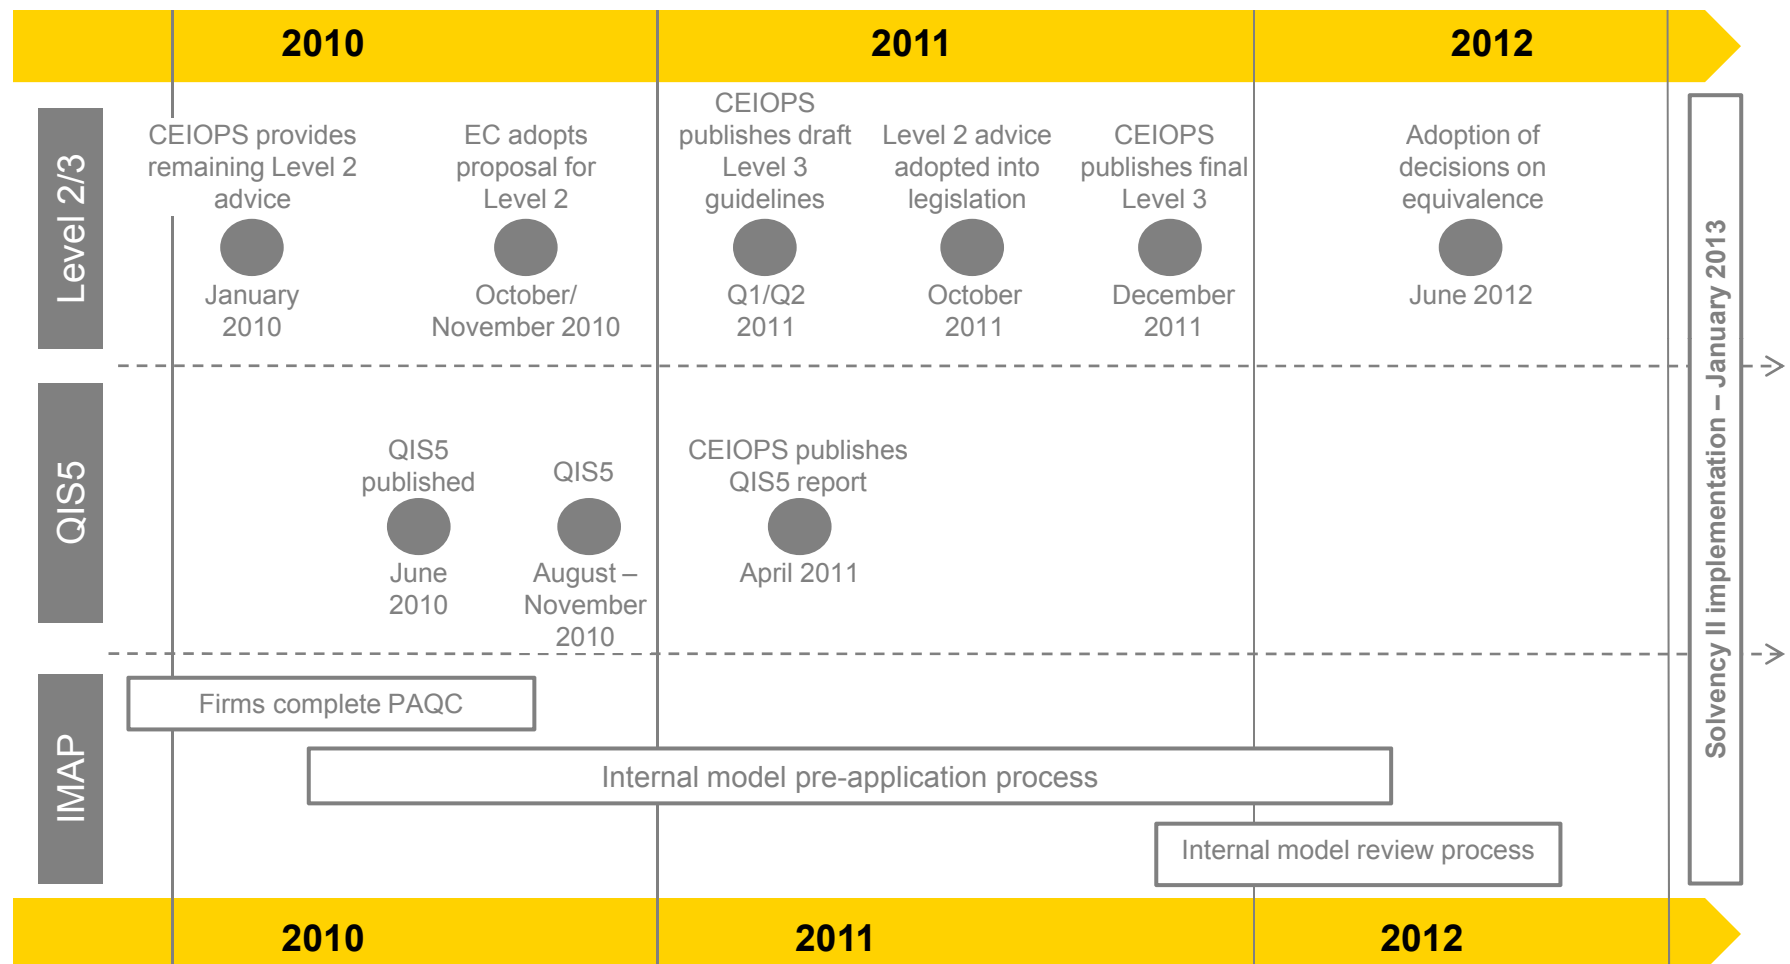 2010
2011
2012
Level 2/3
CEIOPS provides
remaining Level 2
advice
January
2010
EC adopts
proposal for
Level 2
October/
November 2010
CEIOPS
publishes draft
Level 3
guidelines
Q1/Q2
2011
Level 2 advice
adopted into
legislation
October
2011
CEIOPS
publishes final
Level 3
December
2011
Adoption of
decisions on
equivalence
June 2012
Solvency II implementation – January 2013
QIS5
QIS5
published
June
2010
QIS5
August –
November
2010
CEIOPS publishes
QIS5 report
April 2011
IMAP
Firms complete PAQC
Internal model pre-application process
Internal model review process
2010
2011
2012